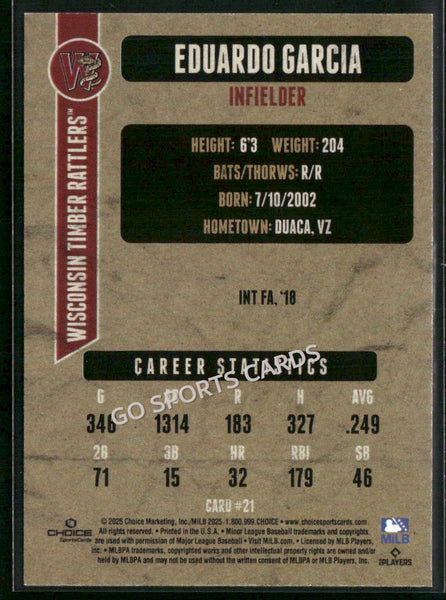 EDUARDO GARCIA
INFIELDER
WISCONSIN TIMBER RATTLERS™
HEIGHT: 6'3 WEIGHT: 204
BATS/THORWS: R/R
BORN: 7/10/2002
HOMETOWN: DUACA, VZ
INT FA, '18
CAREER STATISTICS
GO SPORTS CARDS
G R H AVG
346 1314 183 327 .249
2B 3B HR RBI SB
71 15 32 179 46
CARD #21
CHOICE
SportsCards
© 2025 Choice Marketing, Inc./MiLB 2025-1.800.999.CHOICE • www.choicesportscards.com
All rights reserved. • Printed in the U.S.A. • Minor League Baseball trademarks and copyrights
are used with permission of Major League Baseball • Visit MiLB.com. • Licensed by MLB Players,
Inc. • MLBPA trademarks, copyrighted works and other intellectual property rights are owned and/or
held by MLBPA and may not be used without the written consent of MLBPA or MLB Players, Inc.
MiLB
PLAYERS